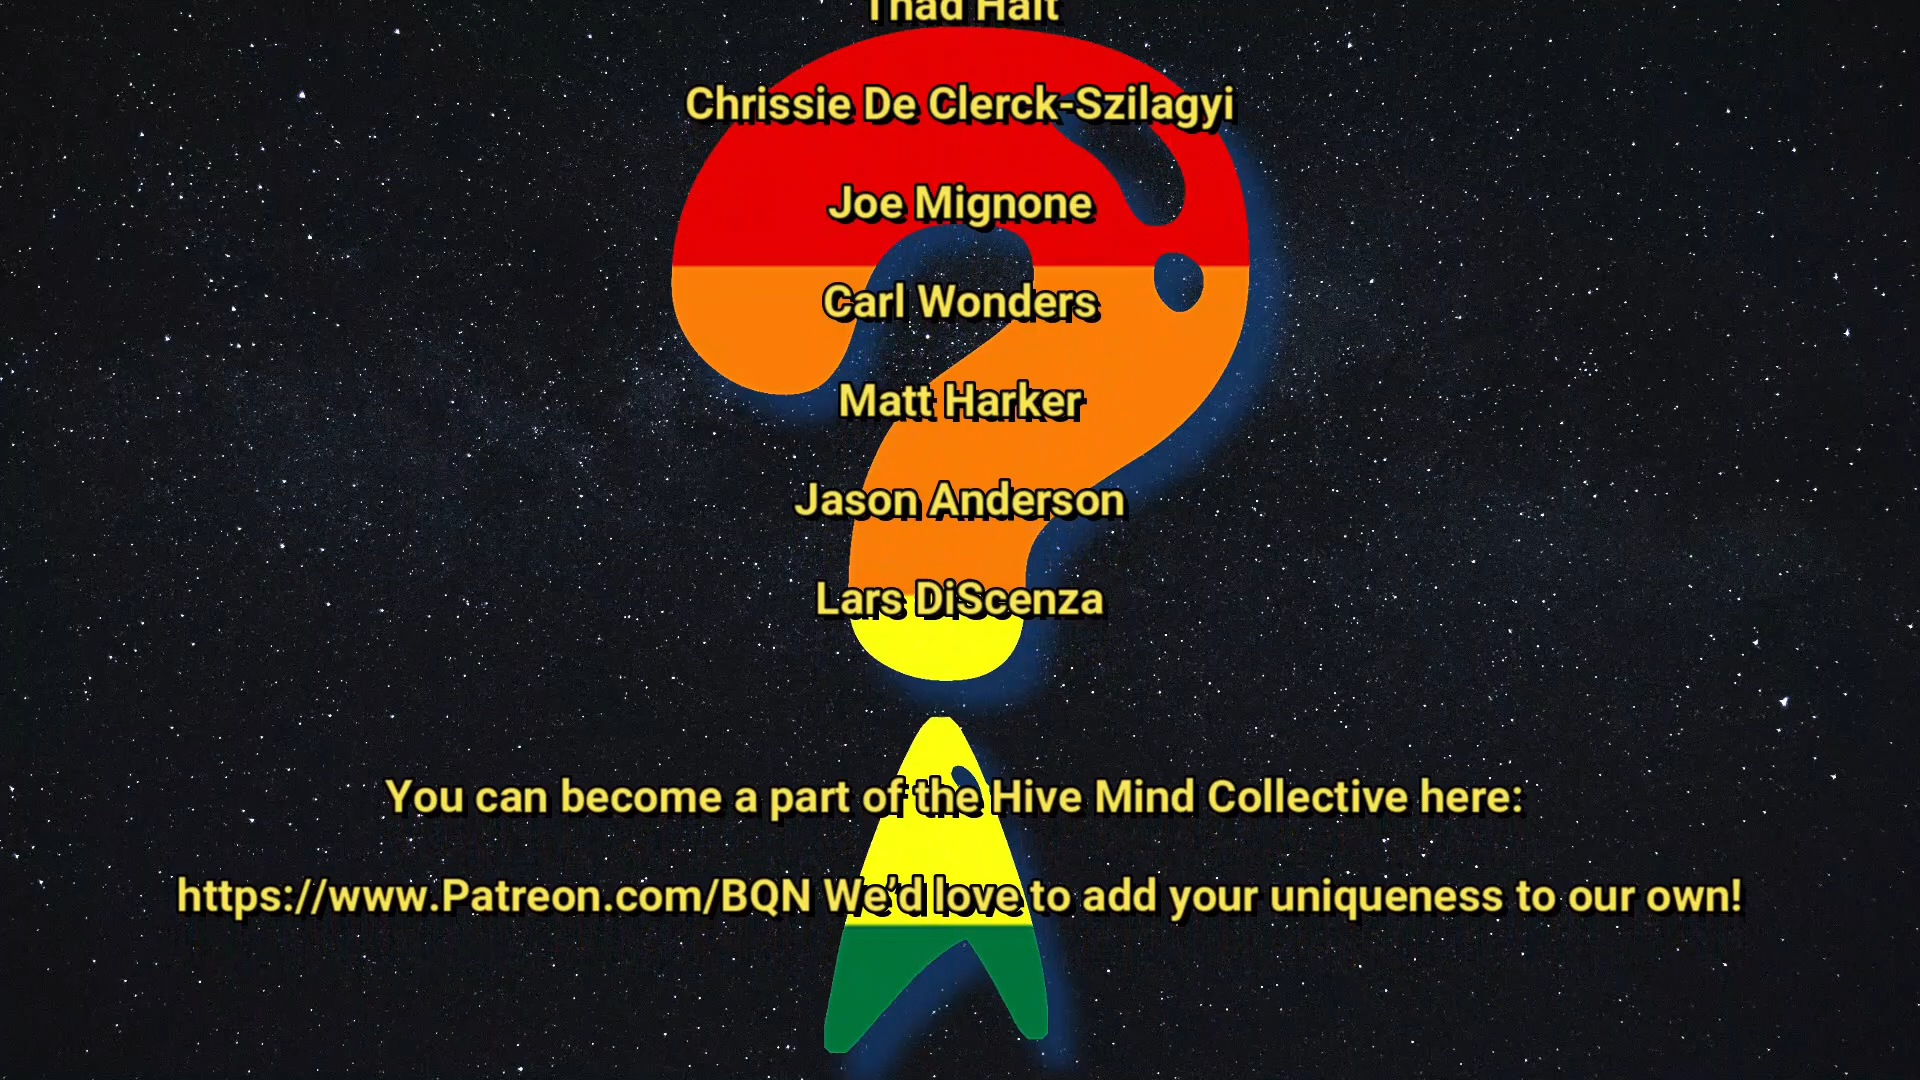 Thad Hait
Chrissie De Clerck-Szilagyi
Joe Mignone
Carl Wonders
Matt Harker
Jason Anderson
Lars DiScenza
You can become a part of the Hive Mind Collective here:
https://www.Patreon.com/BQN We'd love to add your uniqueness to our own!